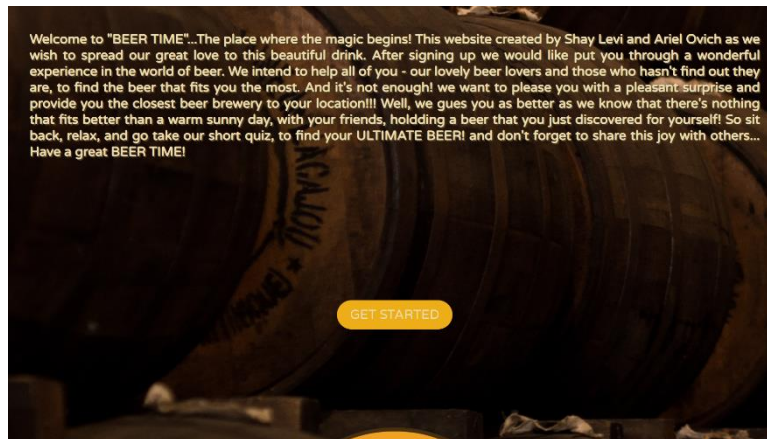 Welcome to "BEER TIME"...The place where the magic begins! This website created by Shay Levi and Ariel Ovich as we
wish to spread our great love to this beautiful drink. After signing up we would like put you through a wonderful
experience in the world of beer. We intend to help all of you - our lovely beer lovers and those who hasn't find out they
are, to find the beer that fits you the most. And it's not enough! we want to please you with a pleasant surprise and
provide you the closest beer brewery to your location!!! Well, we gues you as better as we know that there's nothing
that fits better than a warm sunny day, with your friends, holdding a beer that you just discovered for yourself! So sit
back, relax, and go take our short quiz, to find your ULTIMATE BEER! and don't forget to share this joy with others...
Have a great BEER TIME!
GET STARTED